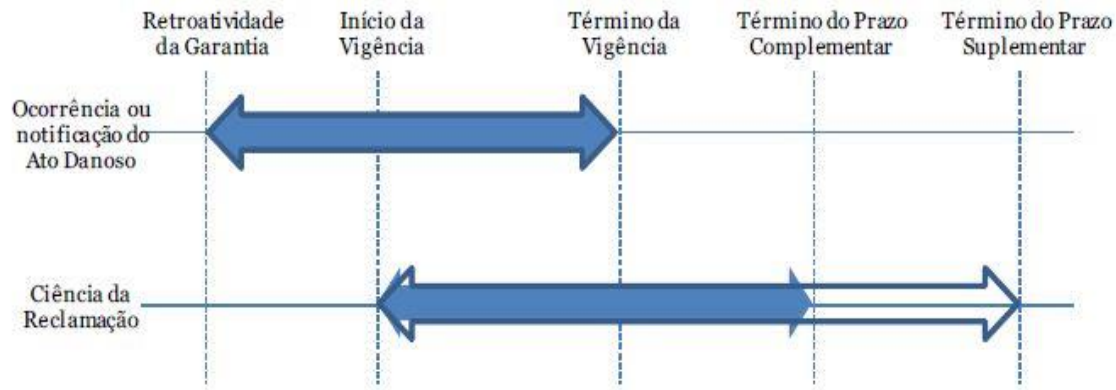 Retroatividade
da Garantia
Início da
Vigência
Término da
Vigência
Término do Prazo
Complementar
Término do Prazo
Suplementar
Ocorrência ou
notificação do
Ato Danoso
Ciência da
Reclamação